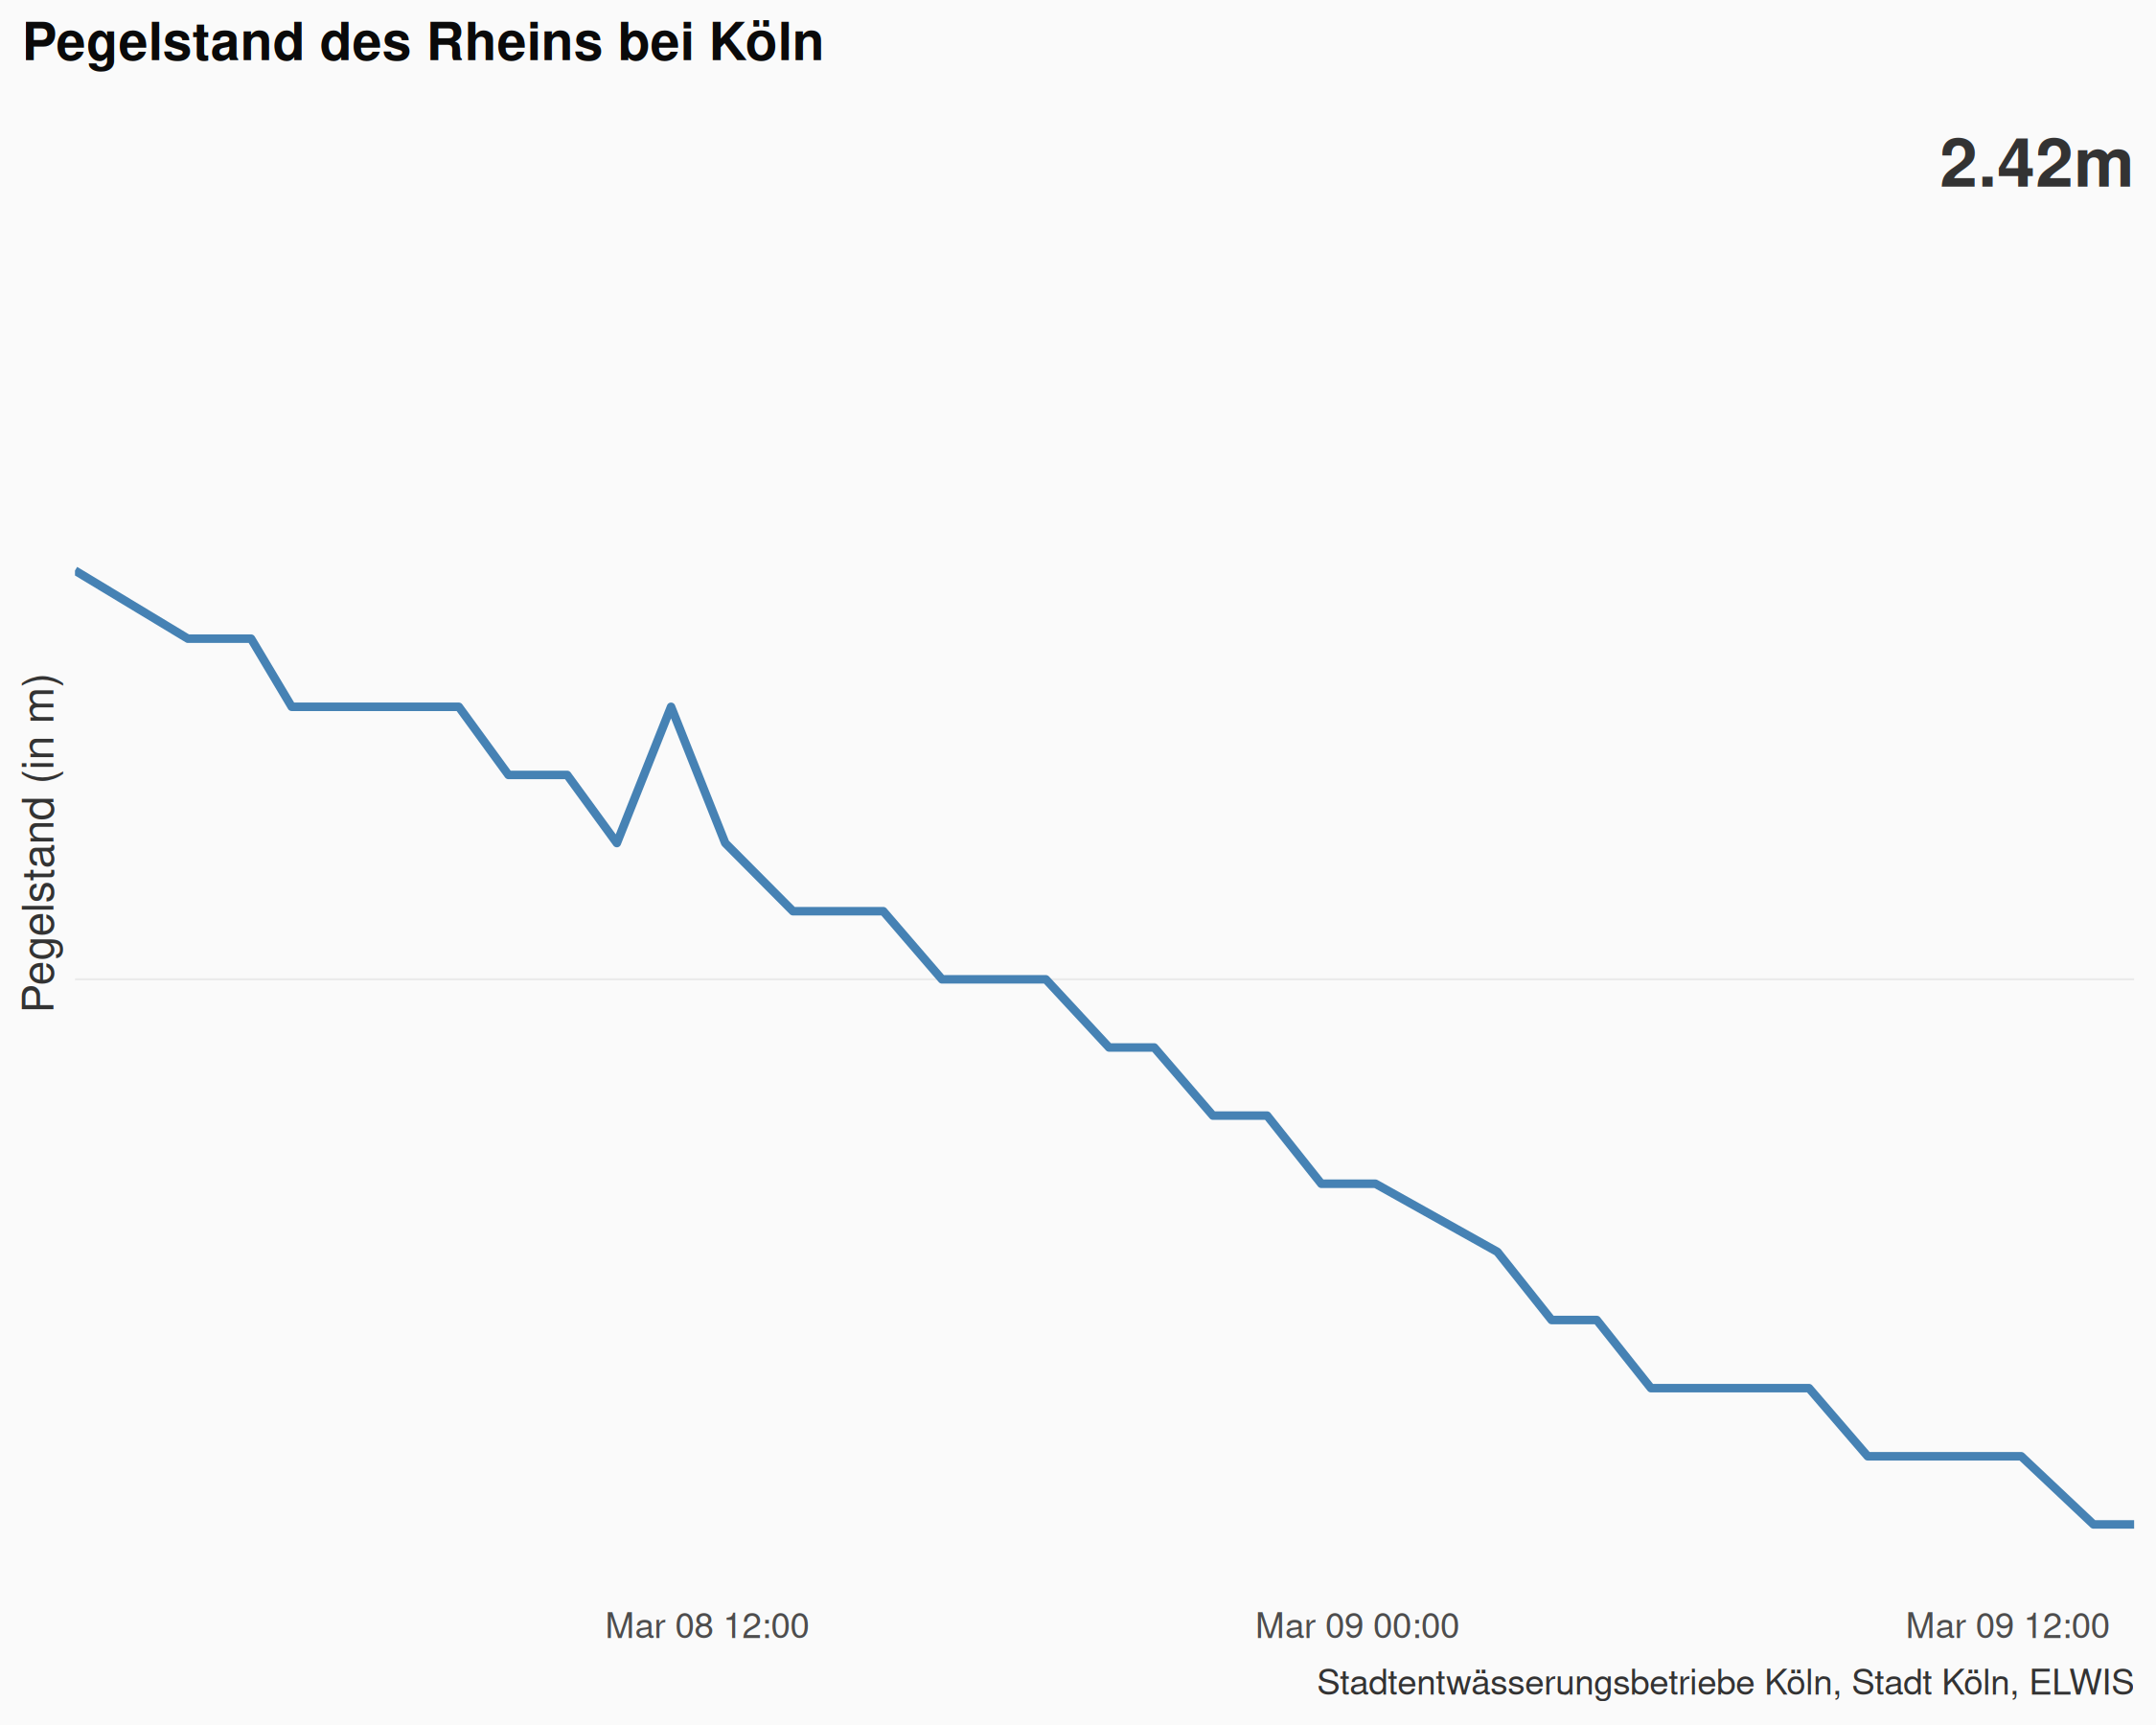 Pegelstand des Rheins bei Köln
2.42m
Pegelstand (in m)
Mar 08 12:00
Mar 09 00:00
Mar 09 12:00
Stadtentwässerungsbetriebe Köln, Stadt Köln, ELWIS